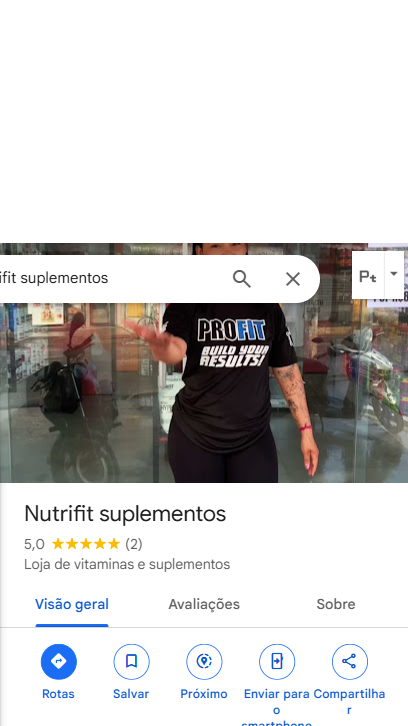 ifit suplementos
PROFIT
BUILD YOUR
RESULTS!
Nutrifit suplementos
5,0 (2)
Loja de vitaminas e suplementos
Visão geral Avaliações Sobre
Rotas Salvar Próximo Enviar para o smartphone Compartilhar